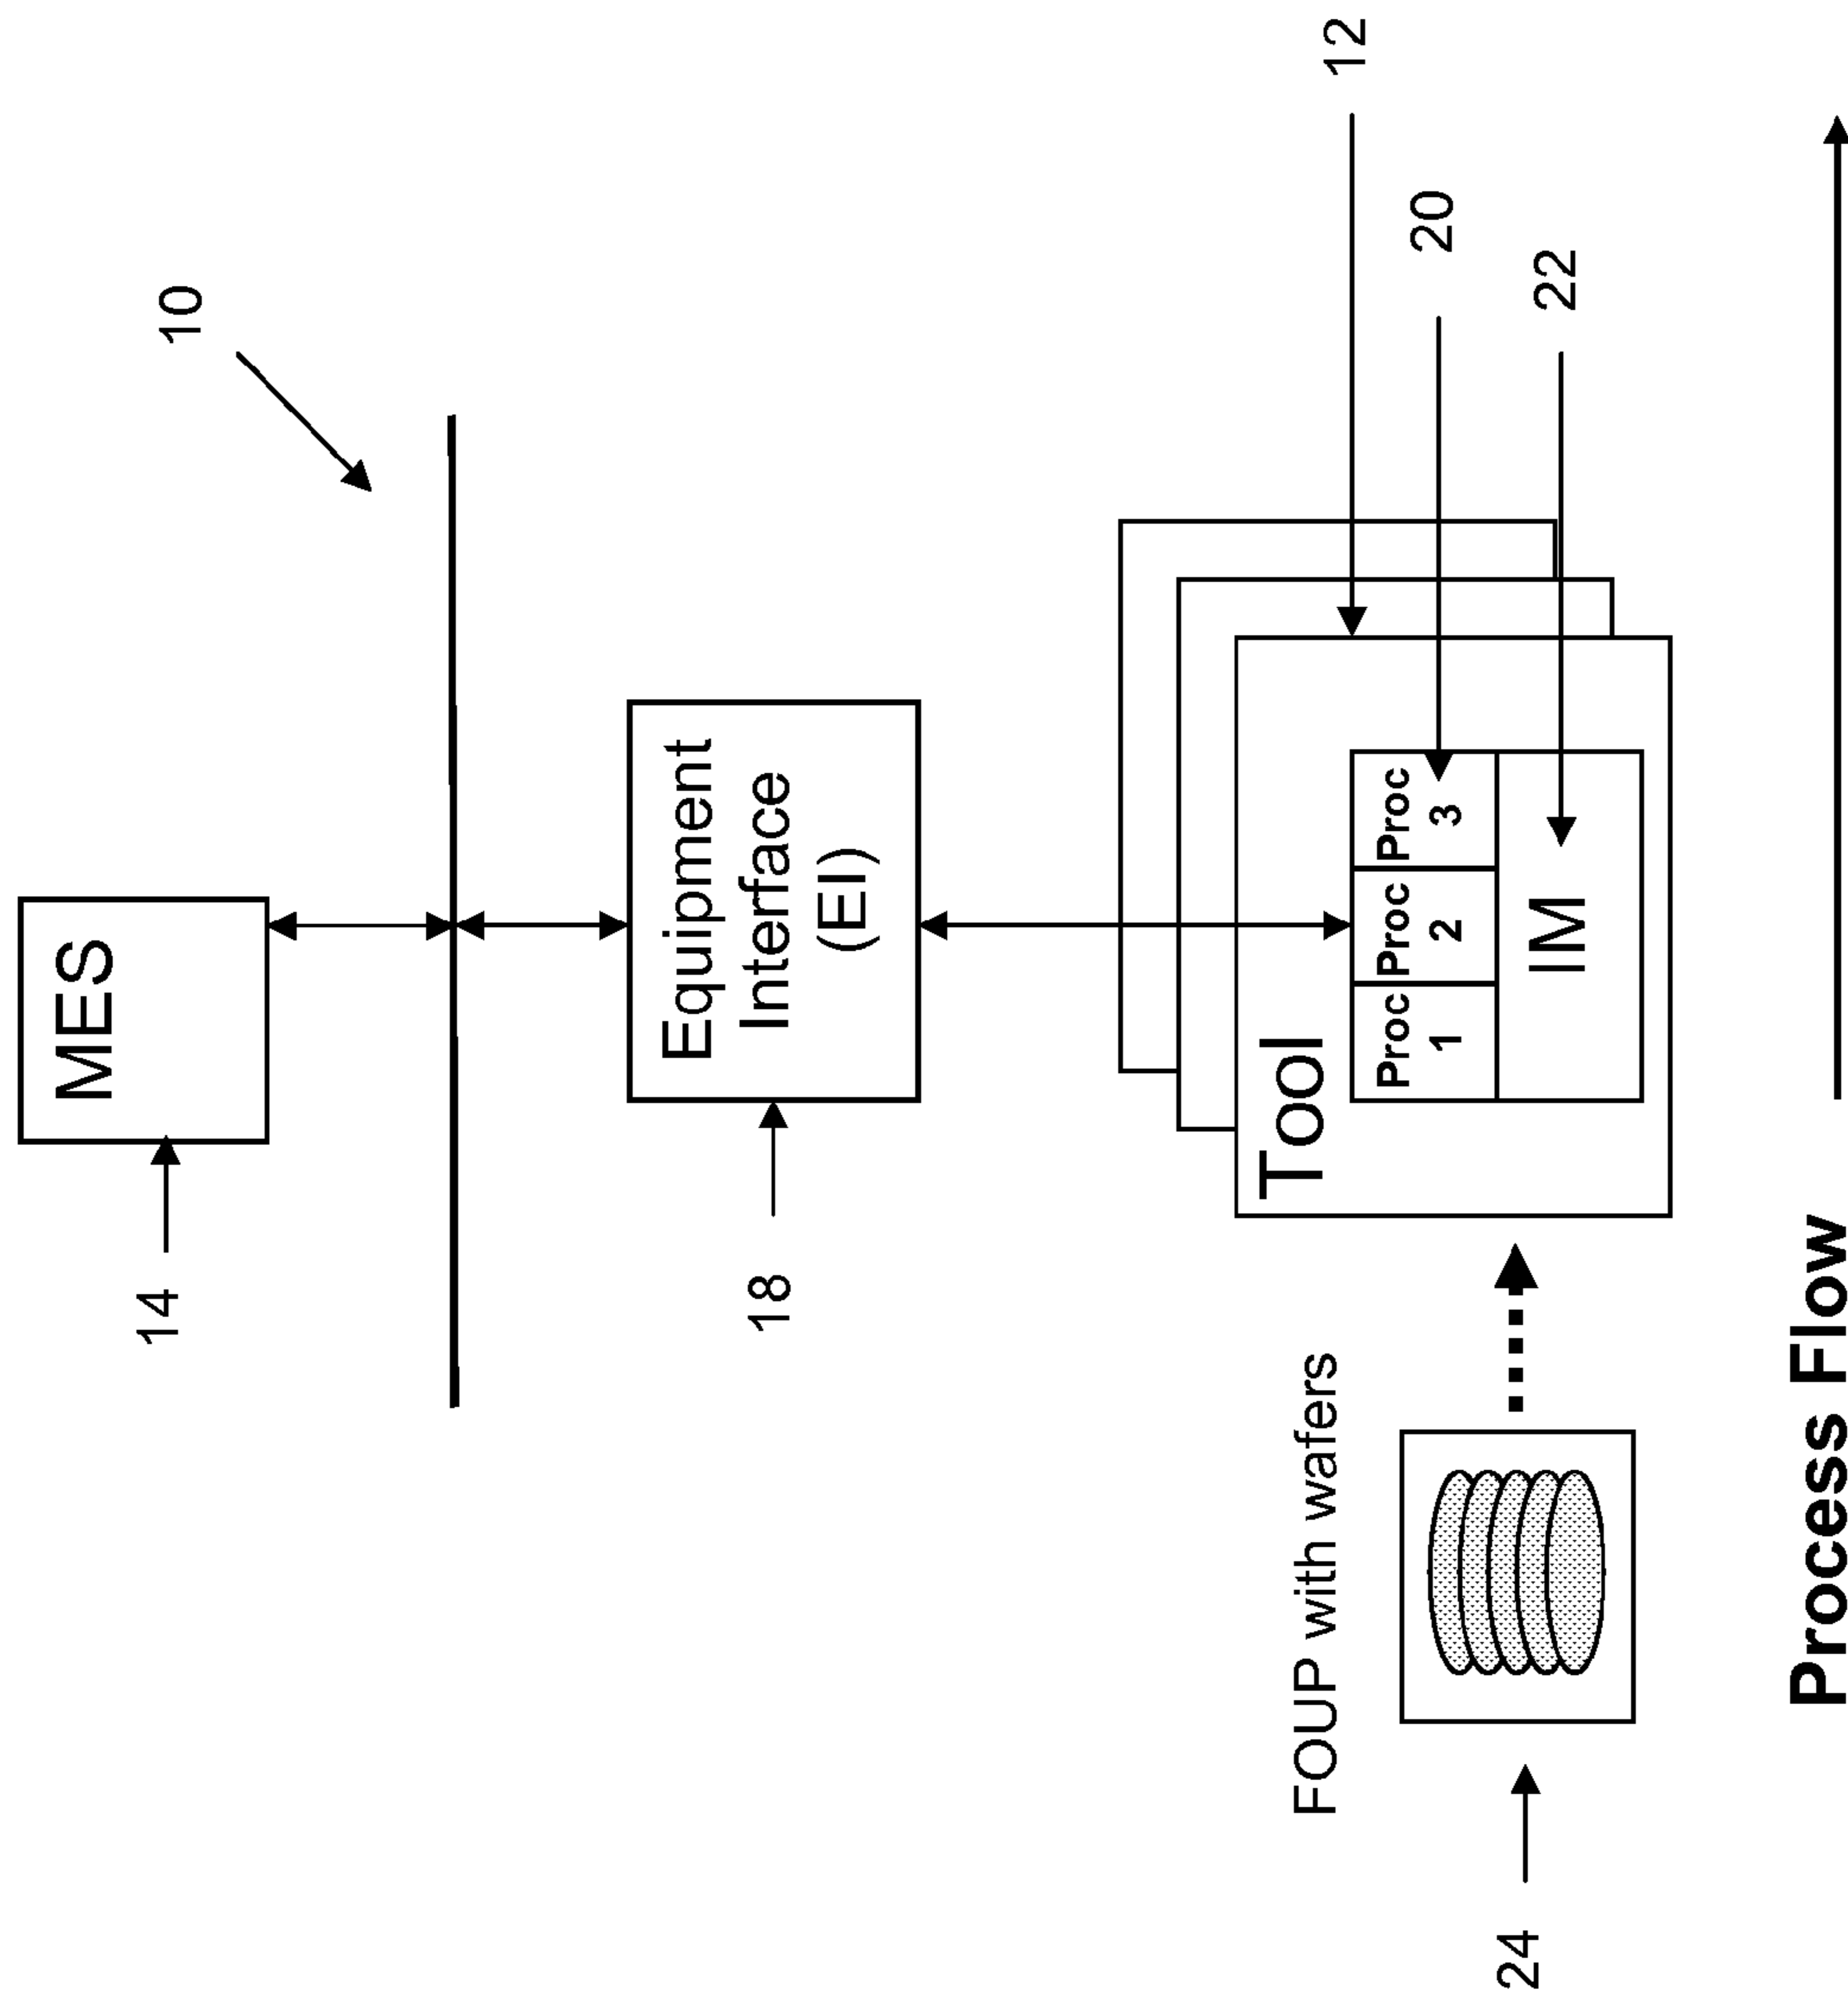 10
14
MES
18
Equipment
Interface
(EI)
12
FOUP with wafers
Tool
Proc
1
Proc
2
Proc
3
20
IM
22
24
Process Flow